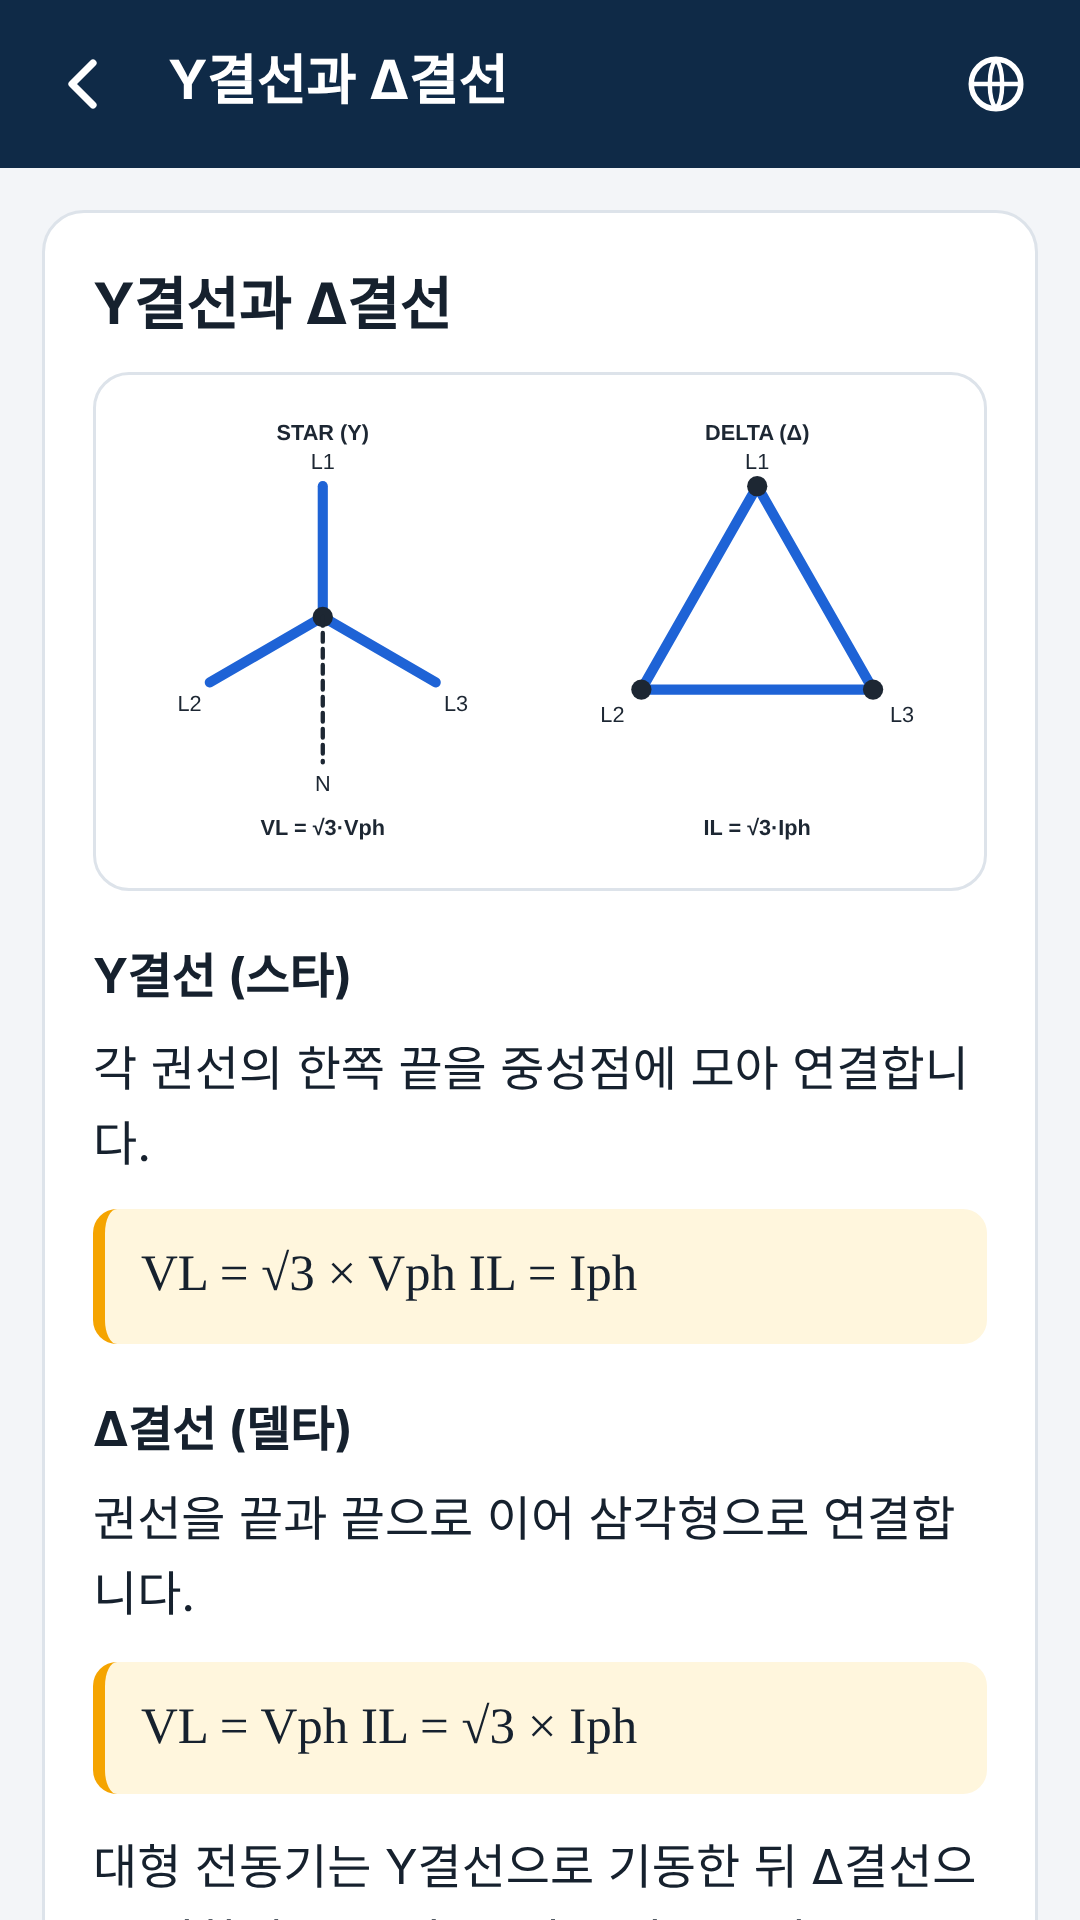 Y결선과 Δ결선
Y결선과 Δ결선
STAR (Y)
L1
L2
L3
N
VL = √3·Vph
DELTA (Δ)
L1
L2
L3
IL = √3·Iph
Y결선 (스타)
각 권선의 한쪽 끝을 중성점에 모아 연결합니
다.
VL = √3 × Vph IL = Iph
Δ결선 (델타)
권선을 끝과 끝으로 이어 삼각형으로 연결합
니다.
VL = Vph IL = √3 × Iph
대형 전동기는 Y결선으로 기동한 뒤 Δ결선으